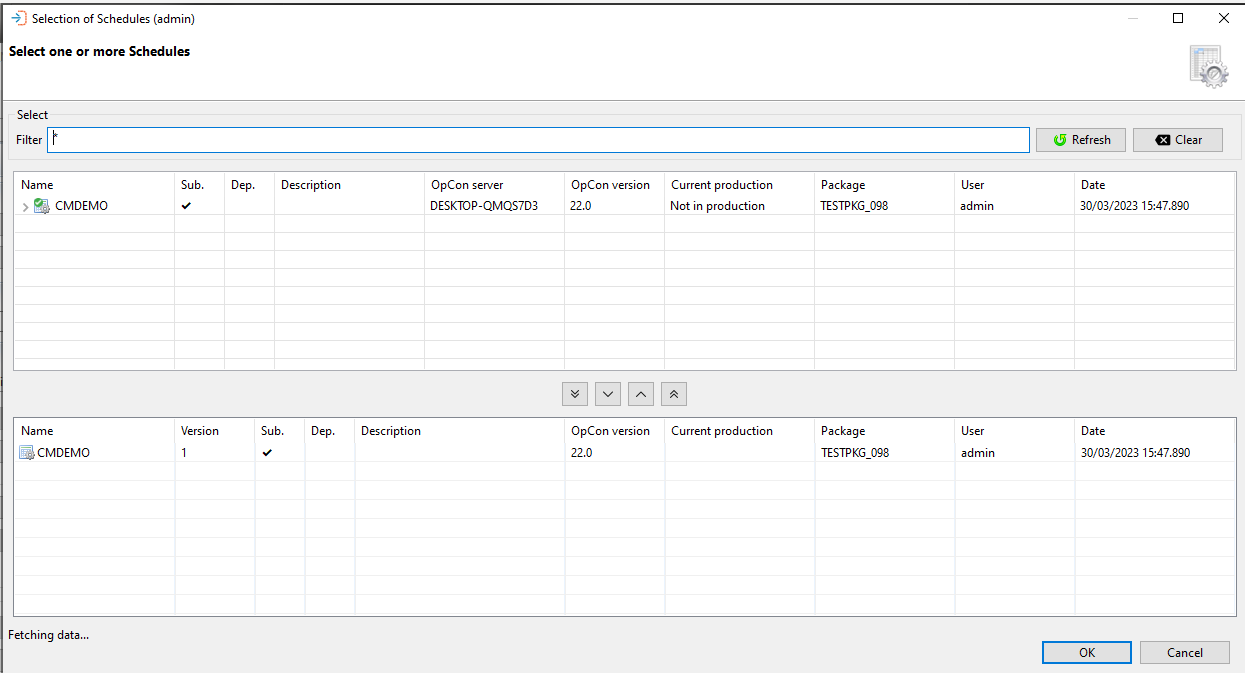 Selection of Schedules (admin)
Select one or more Schedules
Select
Filter * Refresh Clear
Name Sub. Dep. Description OpCon server OpCon version Current production Package User Date
CMDEMO ✔ DESKTOP-QMQS7D3 22.0 Not in production TESTPKG_098 admin 30/03/2023 15:47.890
Name Version Sub. Dep. Description OpCon version Current production Package User Date
CMDEMO 1 ✔ 22.0 TESTPKG_098 admin 30/03/2023 15:47.890
Fetching data...
OK Cancel